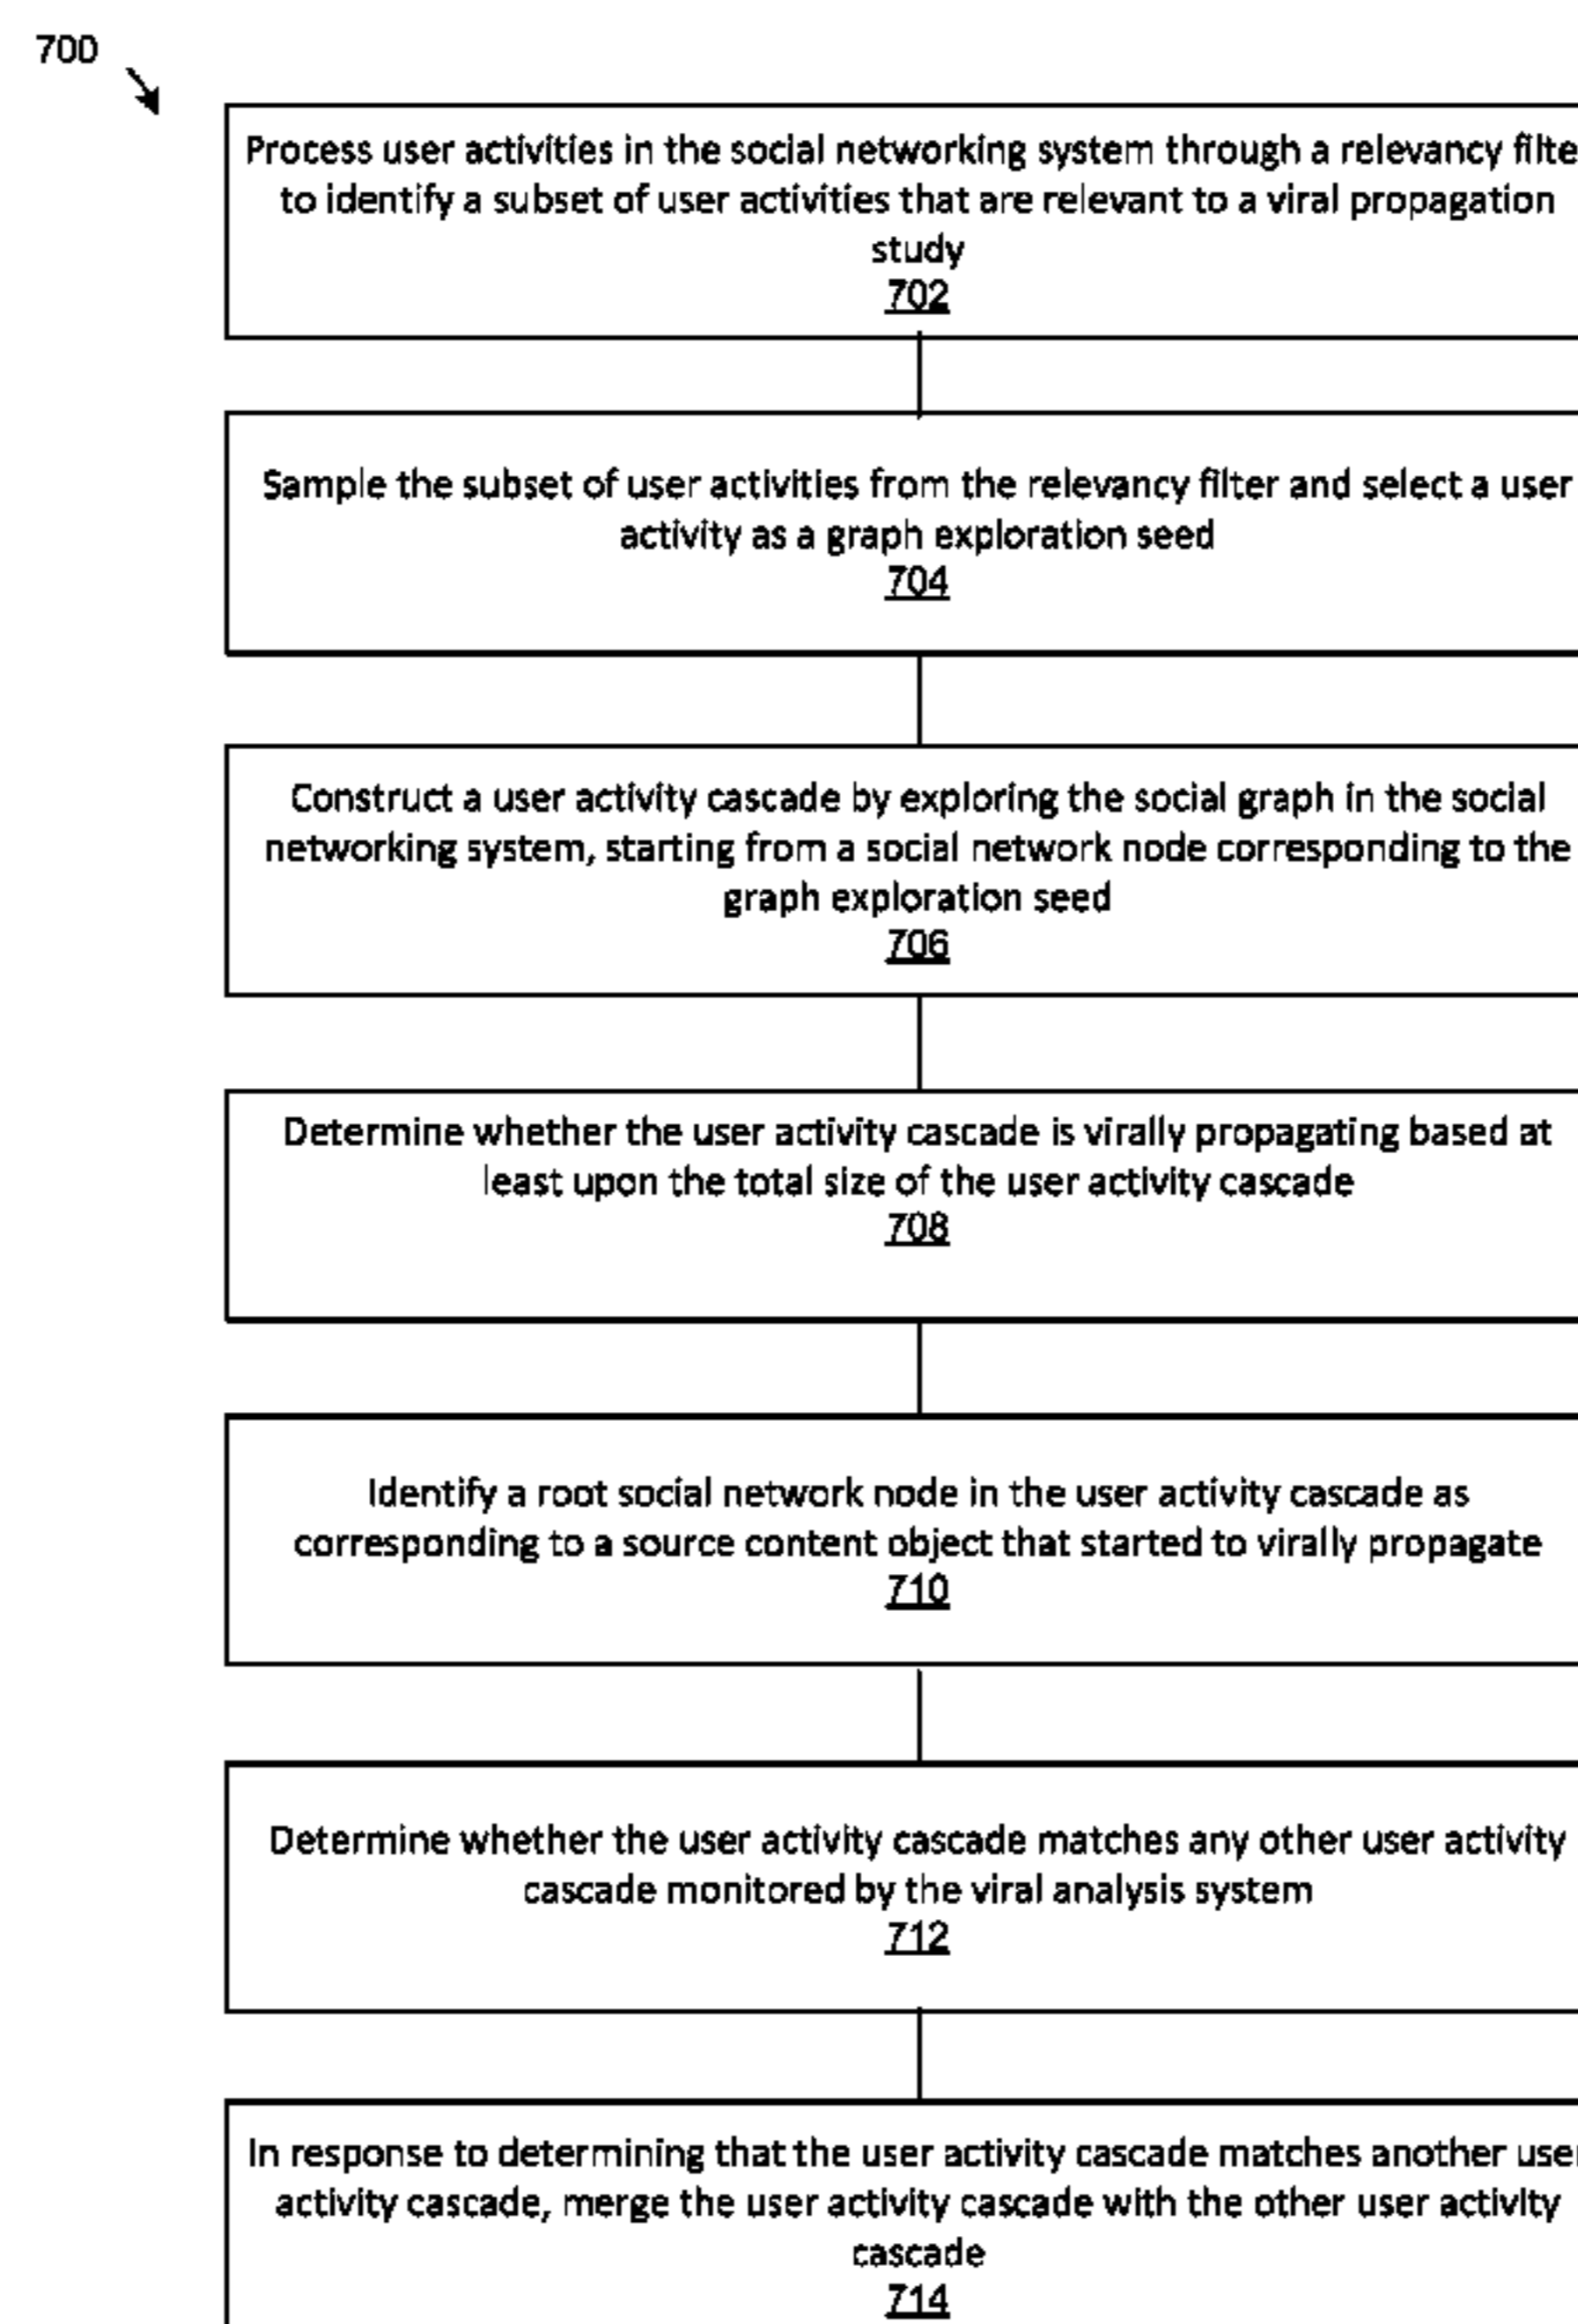 700
Process user activities in the social networking system through a relevancy filte
to identify a subset of user activities that are relevant to a viral propagation
study
702
Sample the subset of user activities from the relevancy filter and select a user
activity as a graph exploration seed
704
Construct a user activity cascade by exploring the social graph in the social
networking system, starting from a social network node corresponding to the
graph exploration seed
706
Determine whether the user activity cascade is virally propagating based at
least upon the total size of the user activity cascade
708
Identify a root social network node in the user activity cascade as
corresponding to a source content object that started to virally propagate
710
Determine whether the user activity cascade matches any other user activity
cascade monitored by the viral analysis system
712
In response to determining that the user activity cascade matches another user
activity cascade, merge the user activity cascade with the other user activity
cascade
714